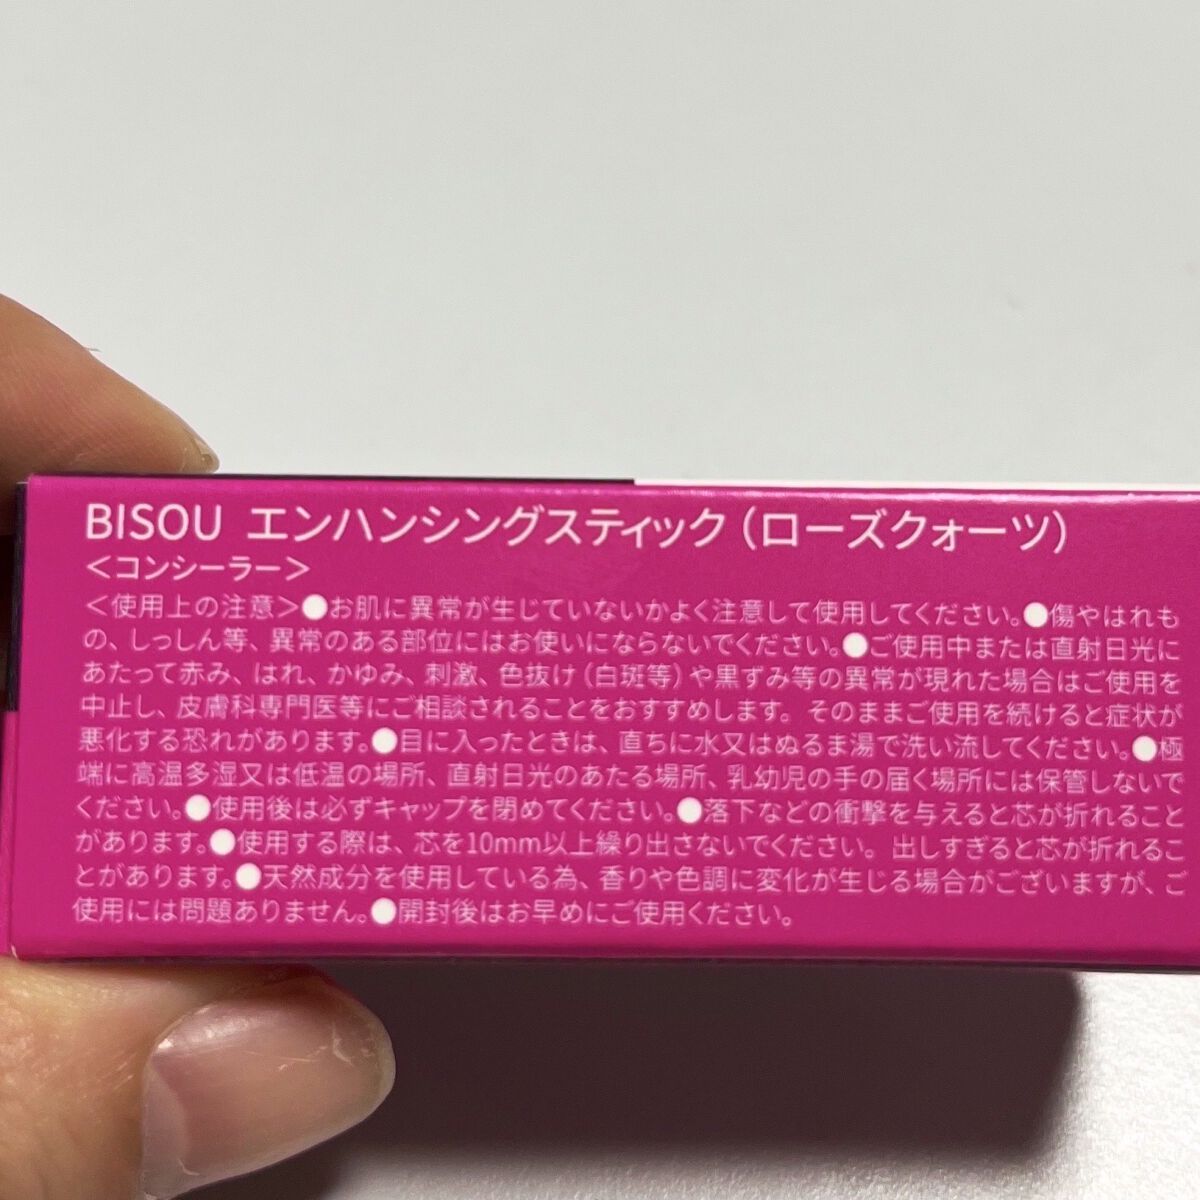 BISOU エンハンシングスティック（ローズクォーツ）
＜コンシーラー＞
＜使用上の注意＞●お肌に異常が生じていないかよく注意して使用してください。●傷やはれも
の、しっしん等、異常のある部位にはお使いにならないでください。●ご使用中または直射日光に
あたって赤み、はれ、かゆみ、刺激、色抜け（白斑等）や黒ずみ等の異常が現れた場合はご使用を
中止し、皮膚科専門医等にご相談されることをおすすめします。そのままご使用を続けると症状が
悪化する恐れがあります。●目に入ったときは、直ちに水又はぬるま湯で洗い流してください。●極
端に高温多湿又は低温の場所、直射日光のあたる場所、乳幼児の手の届く場所には保管しないで
ください。●使用後は必ずキャップを閉めてください。●落下などの衝撃を与えると芯が折れること
があります。●使用する際は、芯を10mm以上繰り出さないでください。出しすぎると芯が折れるこ
とがあります。●天然成分を使用している為、香りや色調に変化が生じる場合がございますが、ご
使用には問題ありません。●開封後はお早めにご使用ください。